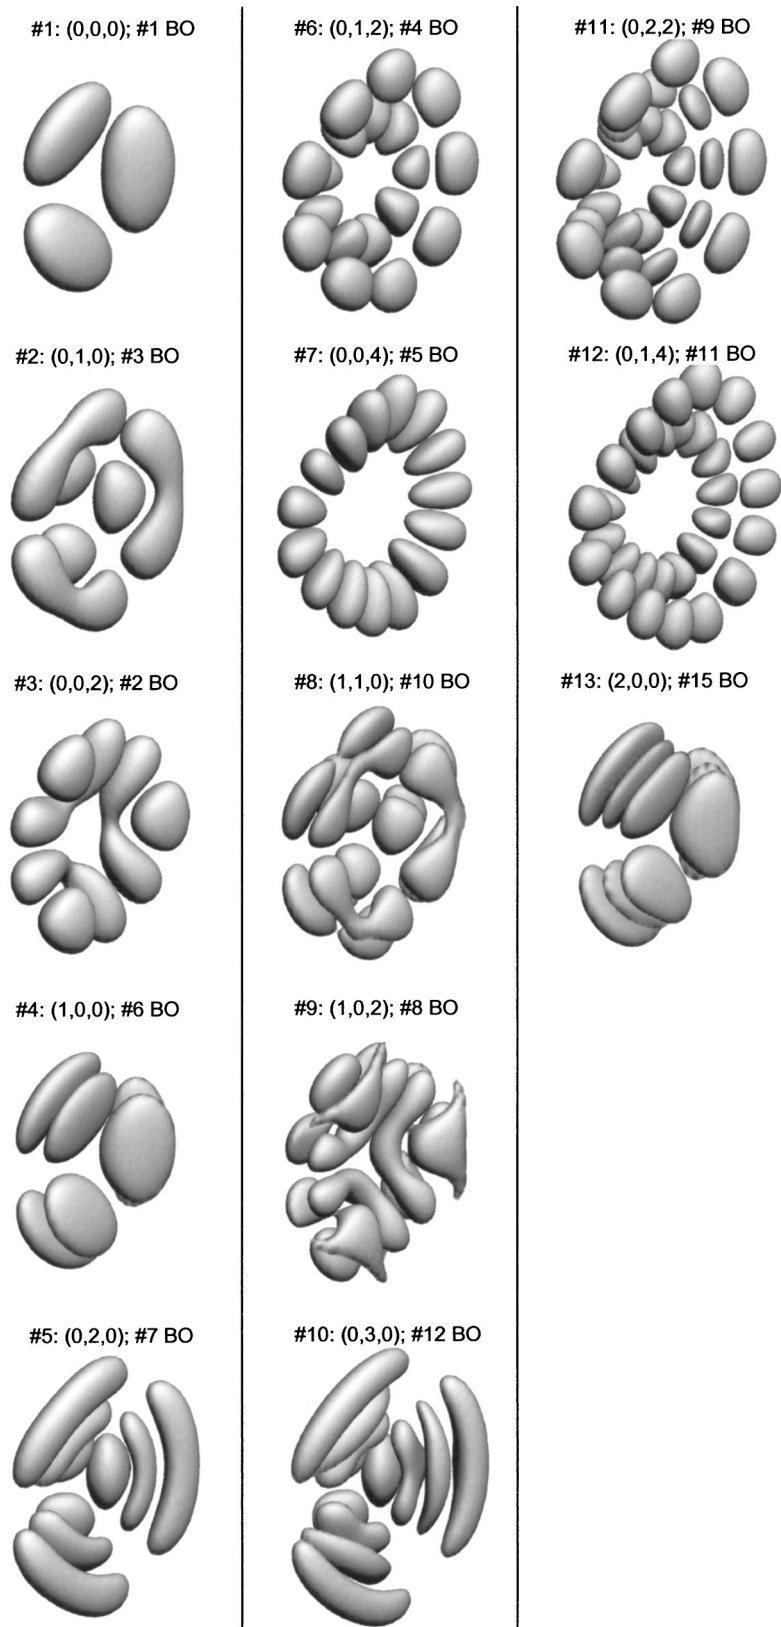 #1: (0,0,0); #1 BO
#2: (0,1,0); #3 BO
#3: (0,0,2); #2 BO
#4: (1,0,0); #6 BO
#5: (0,2,0); #7 BO
#6: (0,1,2); #4 BO
#7: (0,0,4); #5 BO
#8: (1,1,0); #10 BO
#9: (1,0,2); #8 BO
#10: (0,3,0); #12 BO
#11: (0,2,2); #9 BO
#12: (0,1,4); #11 BO
#13: (2,0,0); #15 BO